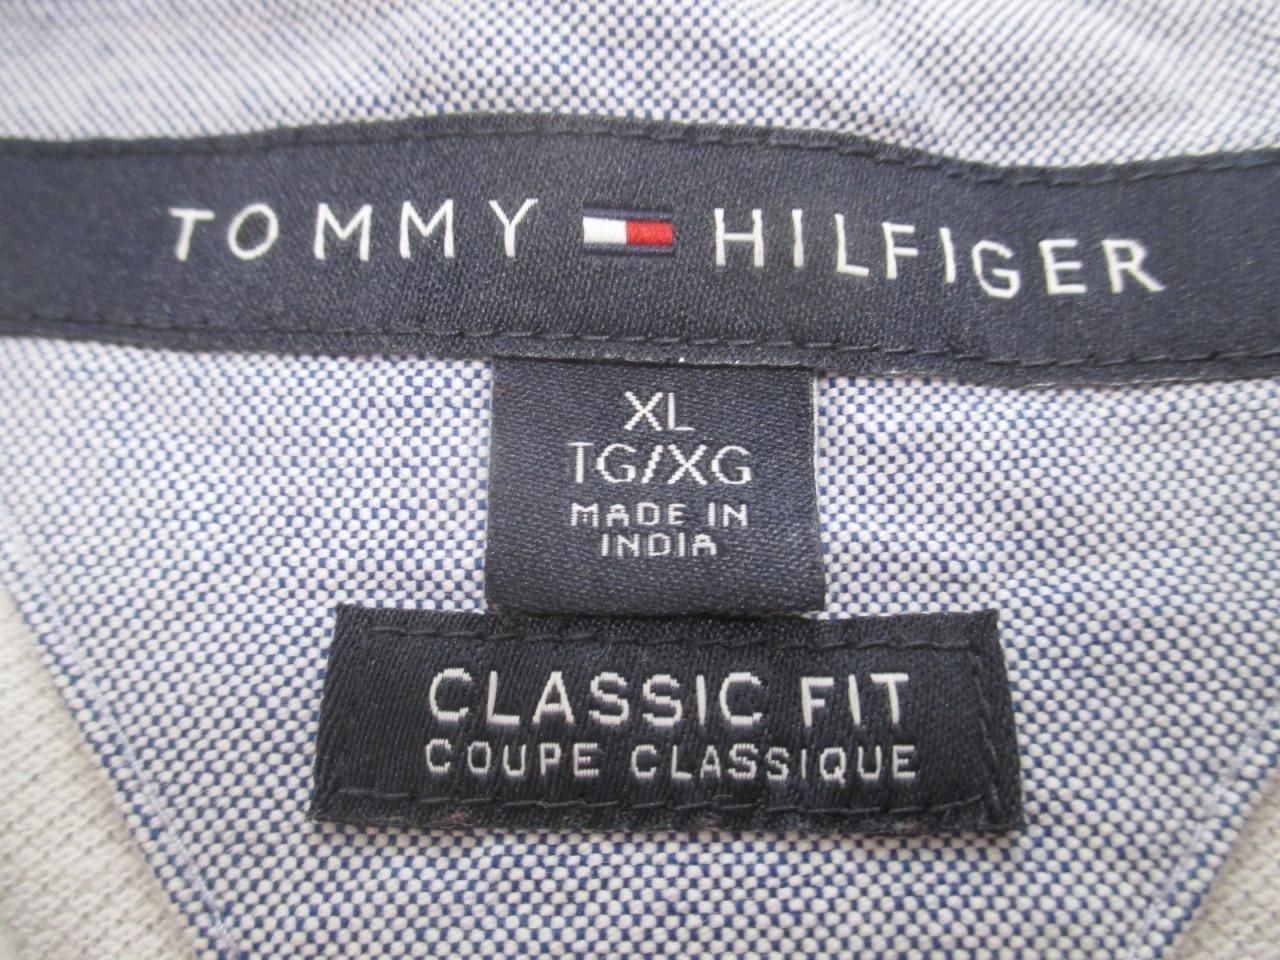 TOMMY HILFIGER
XL
TG/XG
MADE IN
INDIA
CLASSIC FIT
COUPE CLASSIQUE